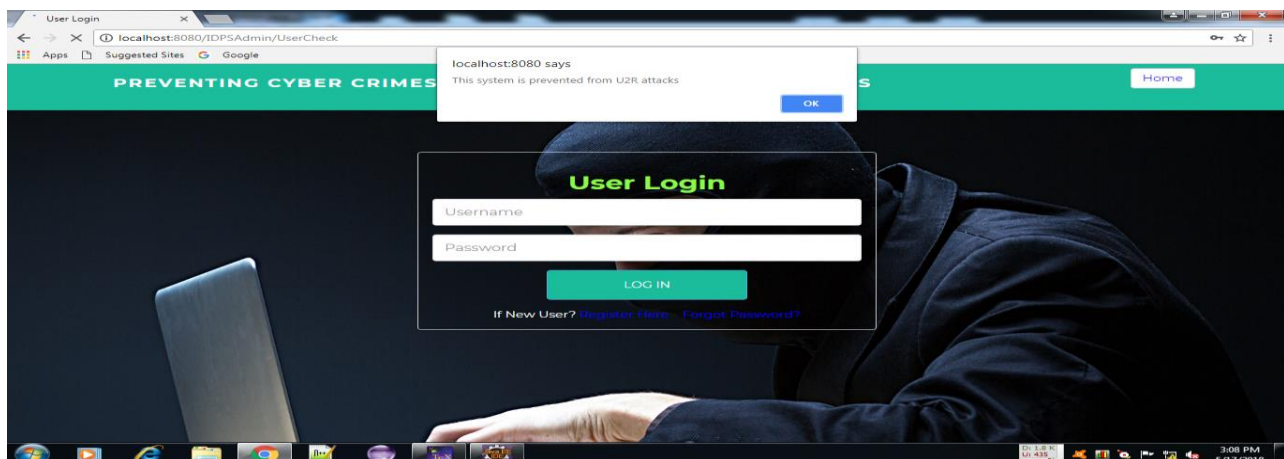 User Login
localhost:8080/IDPSAdmin/UserCheck
Apps Suggested Sites G Google
localhost:8080 says
This system is prevented from U2R attacks
OK
PREVENTING CYBER CRIMES S
Home
User Login
Username
Password
LOG IN
If New User? Register Here Forgot Password?
3:08 PM